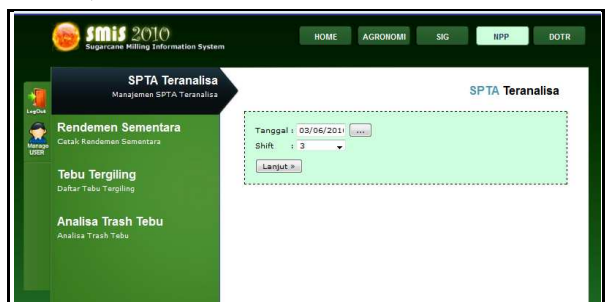 SMIS 2010
Sugarcane Milling Information System
HOME
AGRONOMI
SIG
NPP
DOTR
LogOut
Manage
USER
SPTA Teranalisa
Manajemen SPTA Teranalisa
Rendemen Sementara
Cetak Rendemen Sementara
Tebu Tergiling
Daftar Tebu Tergiling
Analisa Trash Tebu
Analisa Trash Tebu
SPTA Teranalisa
Tanggal : 03/06/201 ...
Shift : 3
Lanjut »